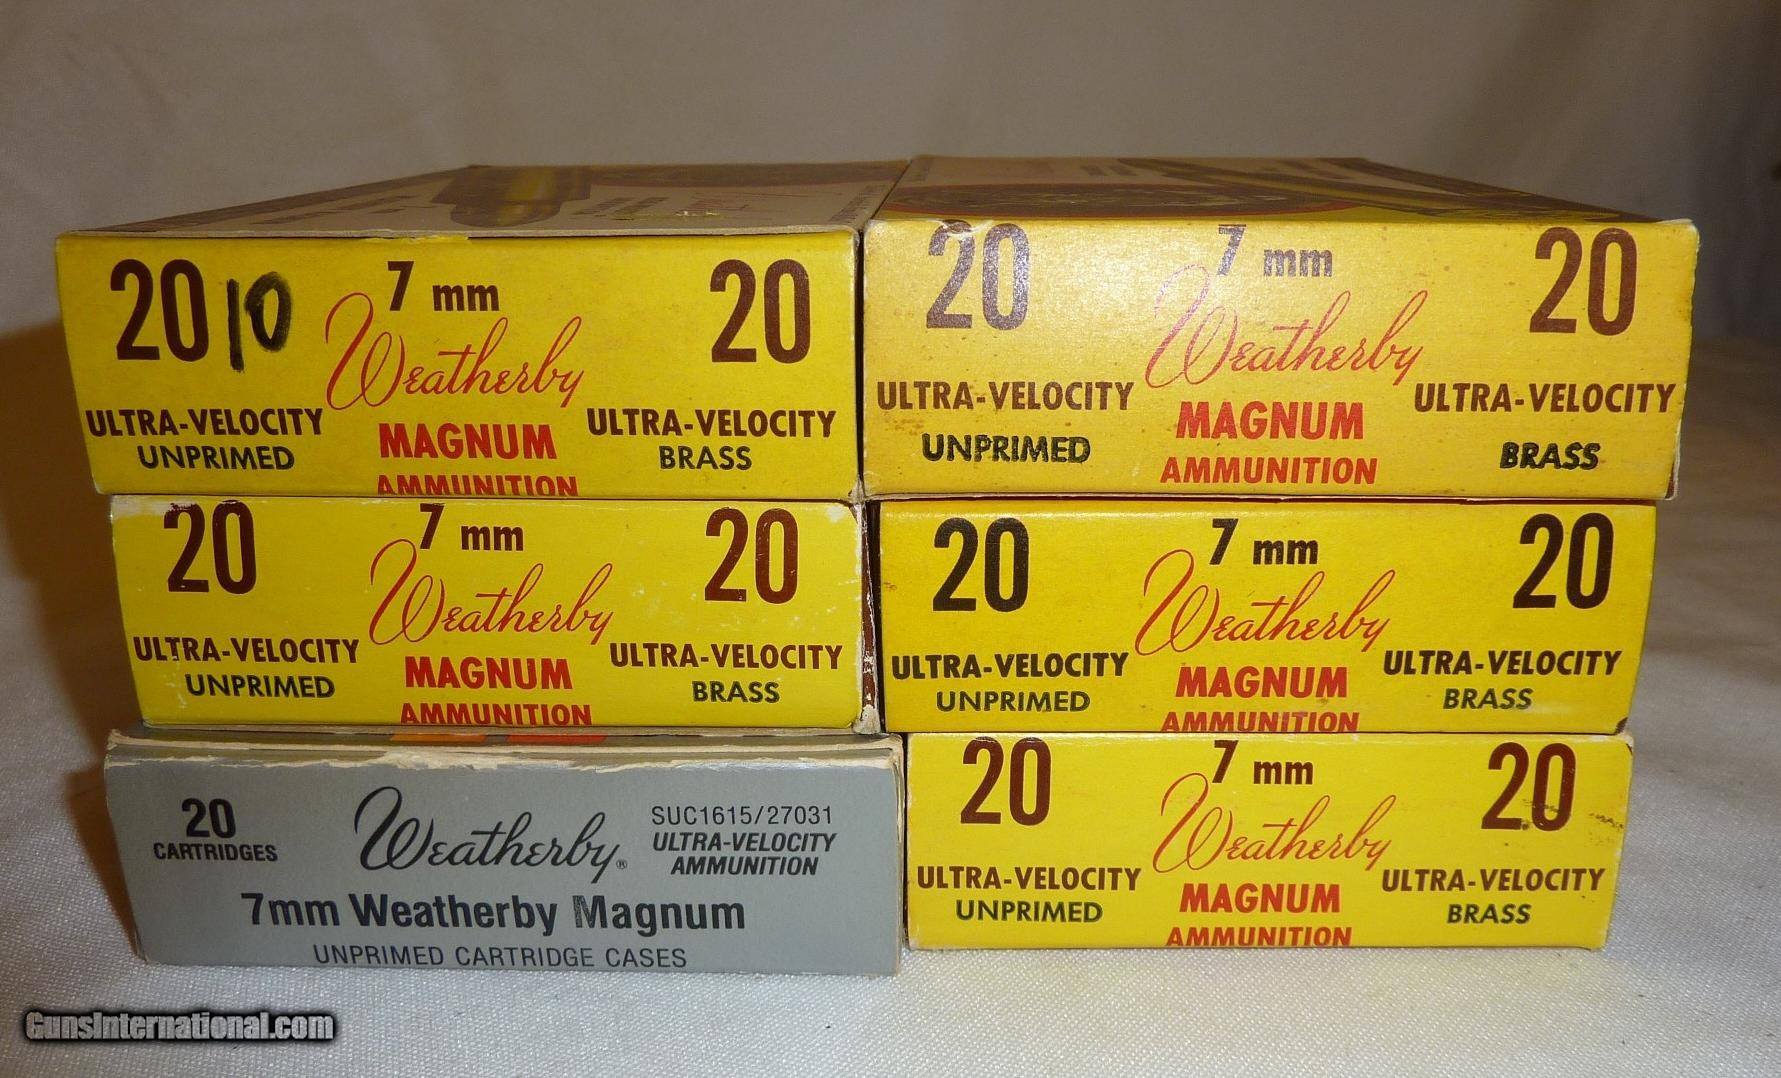 20 10 7 mm 20
Weatherby
ULTRA-VELOCITY ULTRA-VELOCITY
UNPRIMED MAGNUM BRASS
AMMUNITION
20 7 mm 20
Weatherby
ULTRA-VELOCITY ULTRA-VELOCITY
UNPRIMED MAGNUM BRASS
AMMUNITION
20 7 mm 20
Weatherby
ULTRA-VELOCITY ULTRA-VELOCITY
UNPRIMED MAGNUM BRASS
AMMUNITION
20 7 mm 20
Weatherby
ULTRA-VELOCITY ULTRA-VELOCITY
UNPRIMED MAGNUM BRASS
AMMUNITION
20 Weatherby® SUC1615/27031
CARTRIDGES ULTRA-VELOCITY
AMMUNITION
7mm Weatherby Magnum
UNPRIMED CARTRIDGE CASES
20 7 mm 20
Weatherby
ULTRA-VELOCITY ULTRA-VELOCITY
UNPRIMED MAGNUM BRASS
AMMUNITION
GunsInternational.com